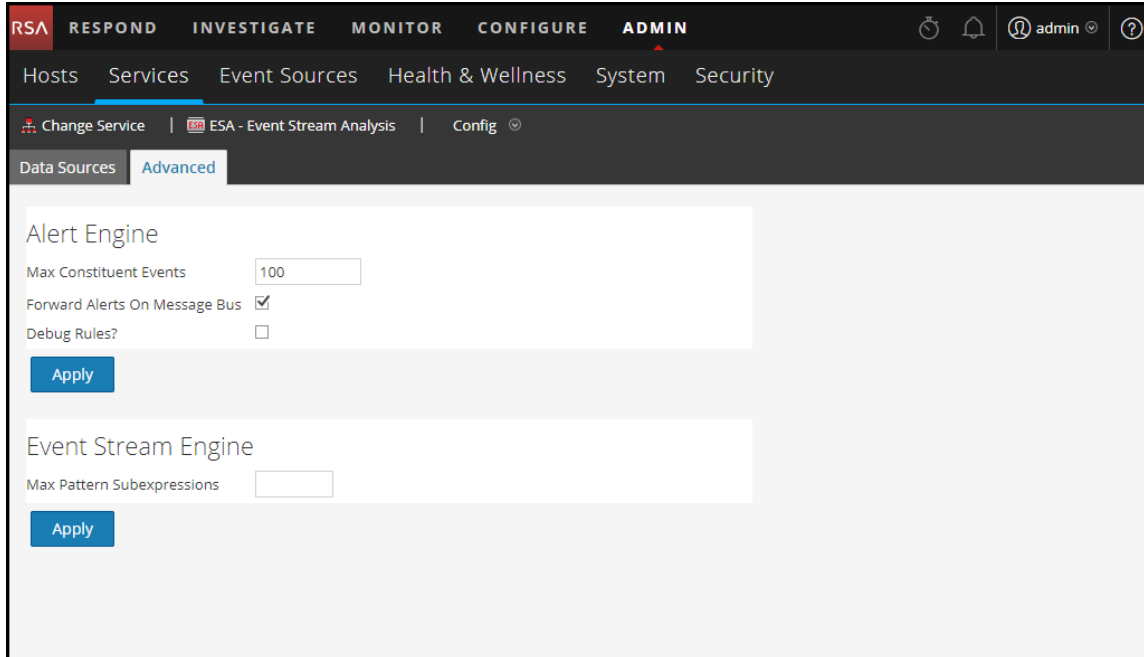 RSA RESPOND INVESTIGATE MONITOR CONFIGURE ADMIN admin ?
Hosts Services Event Sources Health & Wellness System Security
Change Service | ESA ESA - Event Stream Analysis | Config
Data Sources Advanced
Alert Engine
Max Constituent Events 100
Forward Alerts On Message Bus
Debug Rules?
Apply
Event Stream Engine
Max Pattern Subexpressions
Apply